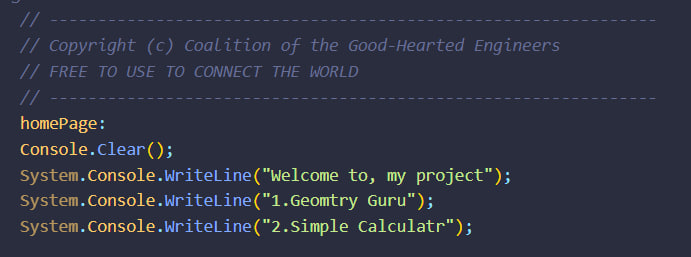 // ---------------------------------------------------------------
// Copyright (c) Coalition of the Good-Hearted Engineers
// FREE TO USE TO CONNECT THE WORLD
// ---------------------------------------------------------------
homePage:
Console.Clear();
System.Console.WriteLine("Welcome to, my project");
System.Console.WriteLine("1.Geomtry Guru");
System.Console.WriteLine("2.Simple Calculatr");